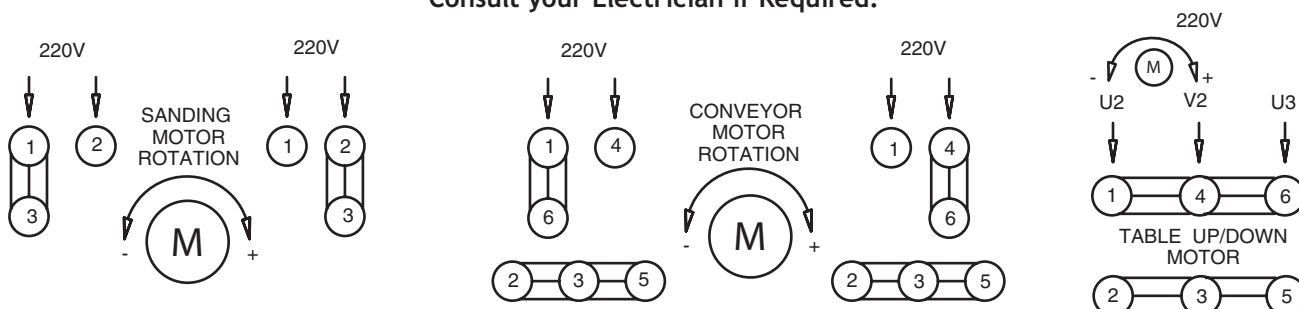 Consult your Electrician if Required.
220V
1 2
3
SANDING
MOTOR
ROTATION
M
- +
220V
1 2
3
220V
1 4
6
2 3 5
CONVEYOR
MOTOR
ROTATION
M
- +
220V
1 4
6
2 3 5
220V
M
- +
U2 V2 U3
1 4 6
TABLE UP/DOWN
MOTOR
2 3 5